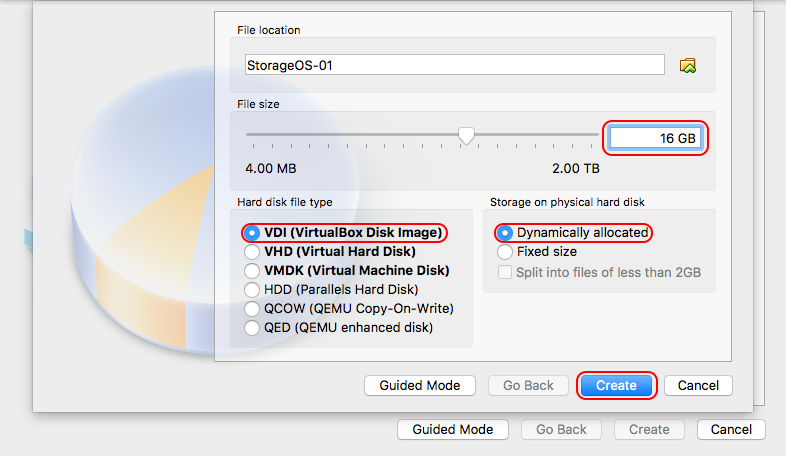 File location
StorageOS-01
File size
16 GB
4.00 MB 2.00 TB
Hard disk file type
VDI (VirtualBox Disk Image)
VHD (Virtual Hard Disk)
VMDK (Virtual Machine Disk)
HDD (Parallels Hard Disk)
QCOW (QEMU Copy-On-Write)
QED (QEMU enhanced disk)
Storage on physical hard disk
Dynamically allocated
Fixed size
Split into files of less than 2GB
Guided Mode Go Back Create Cancel
Guided Mode Go Back Create Cancel